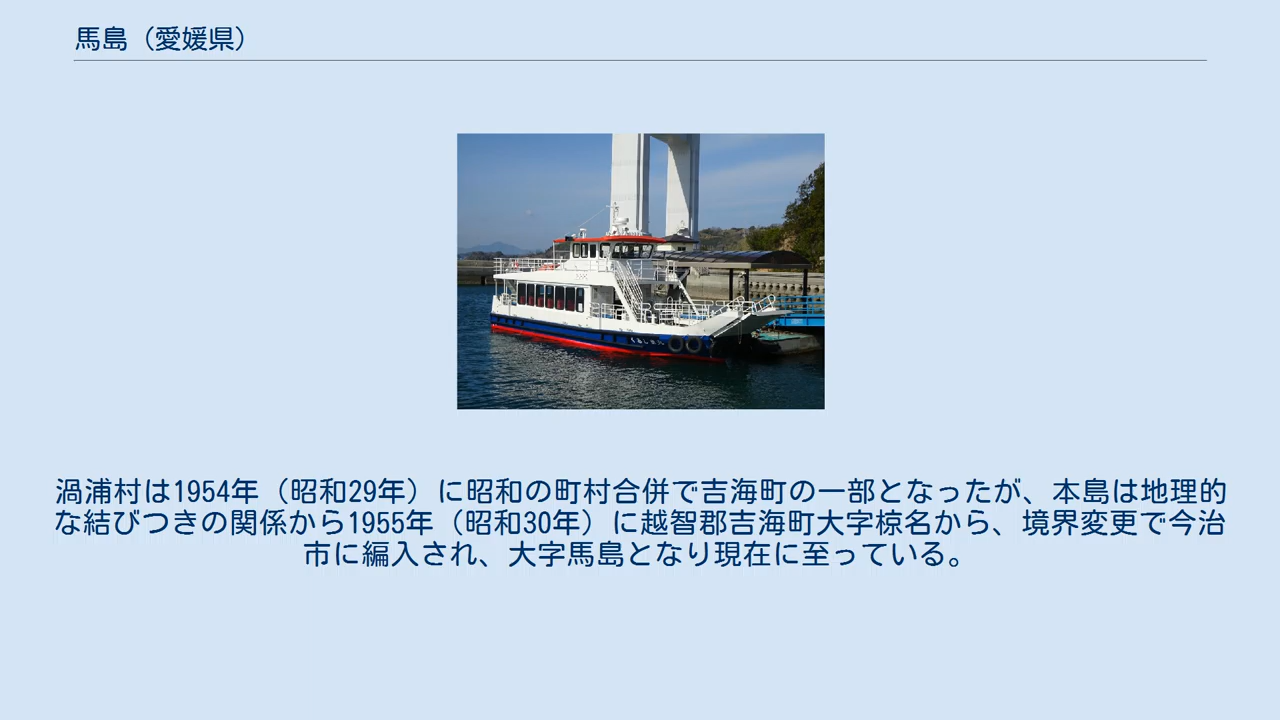 馬島（愛媛県）
くるしま丸
渦浦村は1954年（昭和29年）に昭和の町村合併で吉海町の一部となったが、本島は地理的
な結びつきの関係から1955年（昭和30年）に越智郡吉海町大字椋名から、境界変更で今治
市に編入され、大字馬島となり現在に至っている。